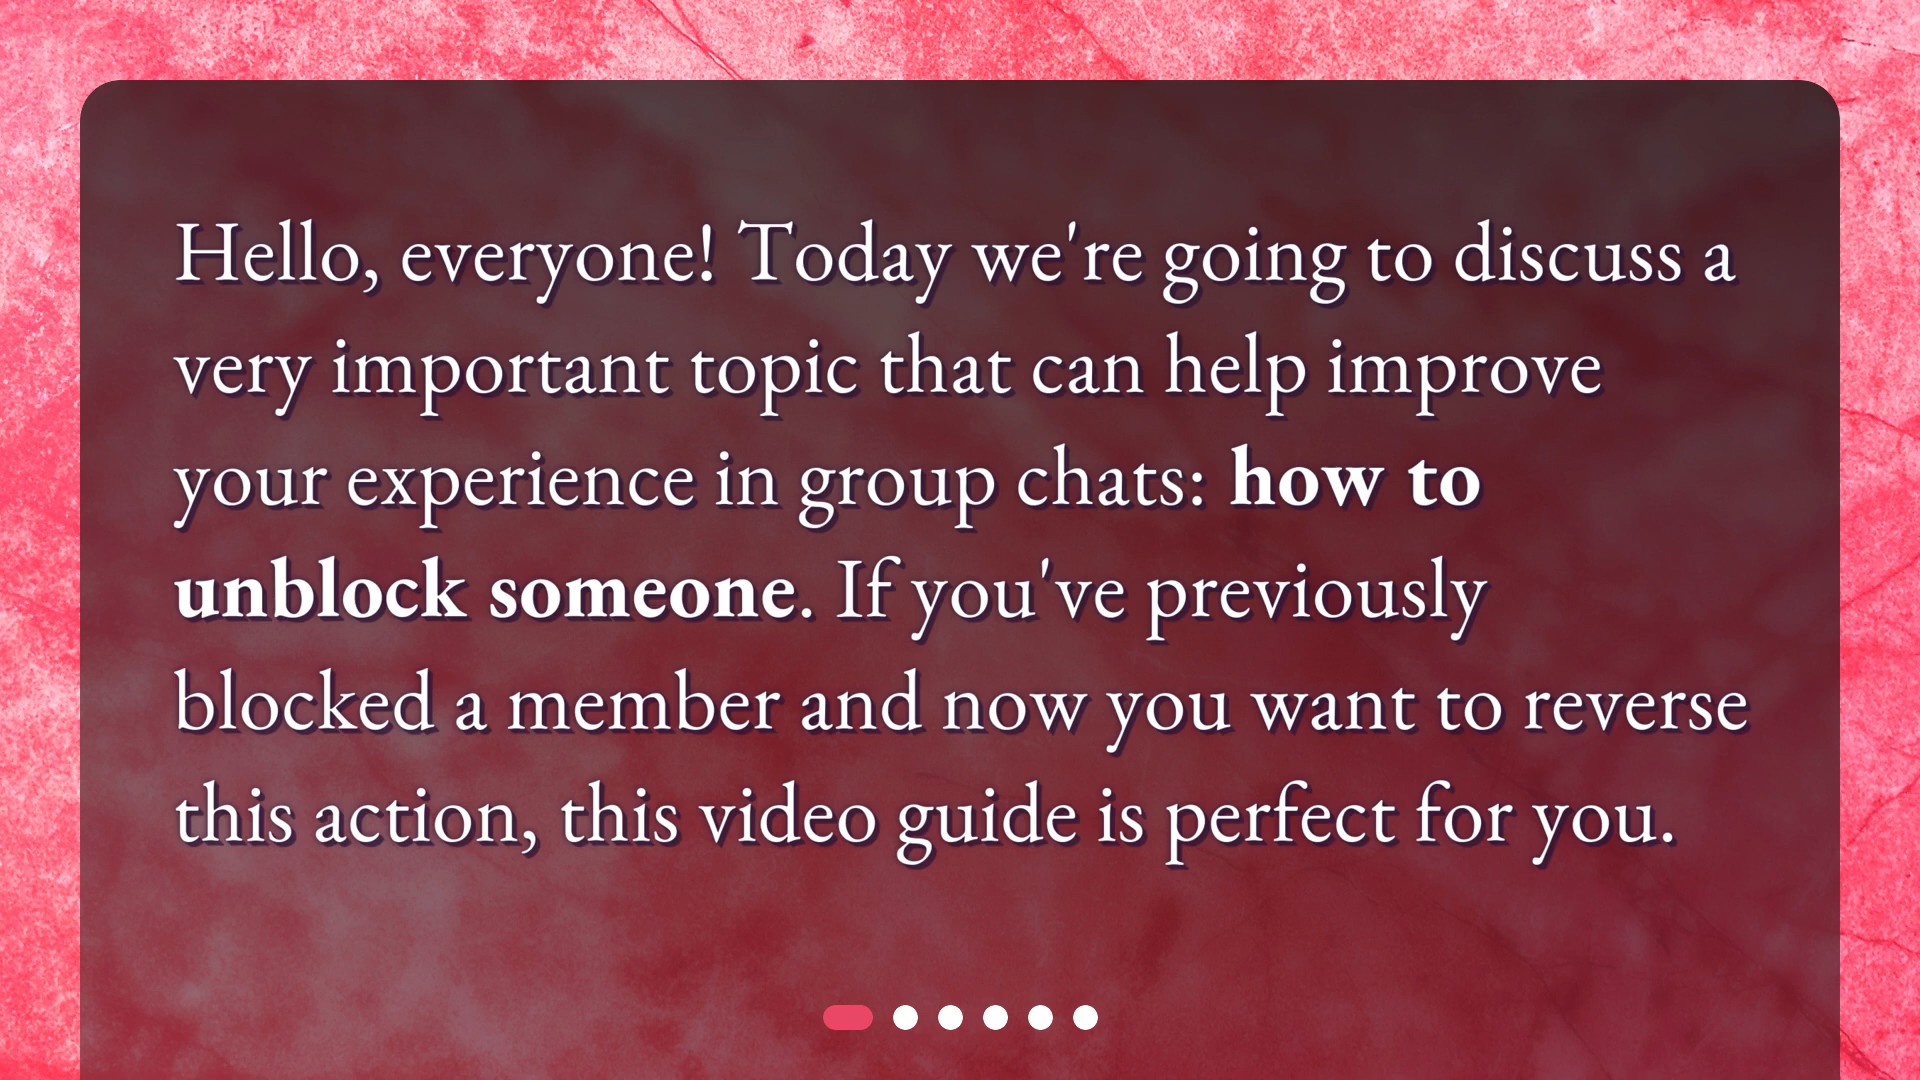 Hello, everyone! Today we're going to discuss a
very important topic that can help improve
your experience in group chats: how to
unblock someone. If you've previously
blocked a member and now you want to reverse
this action, this video guide is perfect for you.